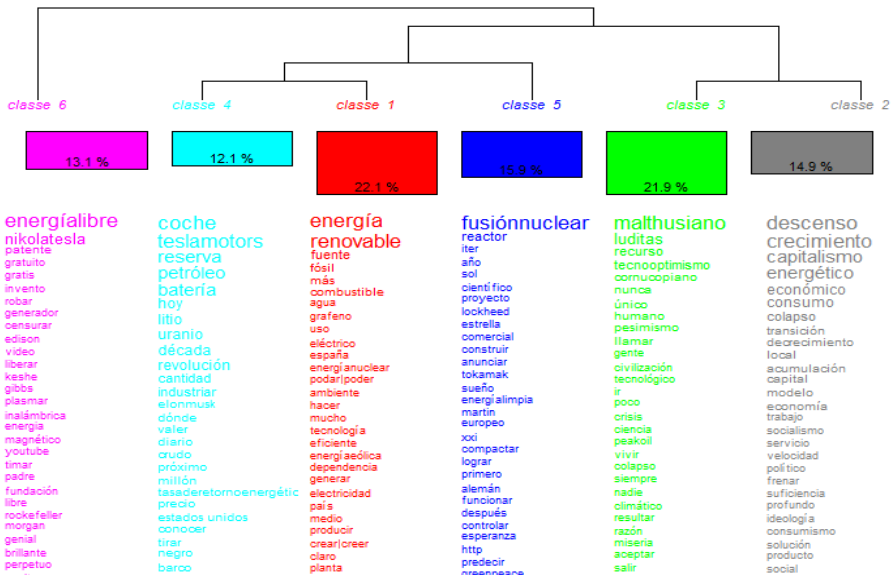 classe 6
classe 4
classe 1
classe 5
classe 3
classe 2
13.1 %
12.1 %
22.1 %
15.9 %
21.9 %
14.9 %
energíalibre
nikolatesla
patente
gratuito
gratis
invento
robar
generador
censurar
edison
video
liberar
keshe
gibbs
plasmar
inalámbrica
energia
magnético
youtube
timar
padre
fundación
libre
rockefeller
morgan
genial
brillante
perpetuo
coche
teslamotors
reserva
petróleo
batería
hoy
litio
uranio
década
revolución
cantidad
industriar
elonmusk
dónde
valer
diario
crudo
próximo
millón
tasaderetornoenergétic
precio
estados unidos
conocer
tirar
negro
barco
energía
renovable
fuente
fósil
más
combustible
agua
grafeno
uso
eléctrico
españa
energíanuclear
podar|poder
ambiente
hacer
mucho
tecnología
eficiente
energíaeólica
dependencia
generar
electricidad
país
medio
producir
crear|creer
claro
planta
fusiónnuclear
reactor
iter
año
sol
científico
proyecto
lockheed
estrella
comercial
construir
anunciar
tokamak
sueño
energíalimpia
martin
europeo
xxi
compactar
lograr
primero
alemán
funcionar
después
controlar
esperanza
http
predecir
greenpeace
malthusiano
luditas
recurso
tecnooptimismo
cornucopiano
nunca
único
humano
pesimismo
llamar
gente
civilización
tecnológico
ir
poco
crisis
ciencia
peakoil
vivir
colapso
siempre
nadie
climático
resultar
razón
miseria
aceptar
salir
descenso
crecimiento
capitalismo
energético
económico
consumo
colapso
transición
decrecimiento
local
acumulación
capital
modelo
economía
trabajo
socialismo
servicio
velocidad
político
frenar
suficiencia
profundo
ideología
consumismo
solución
producto
social